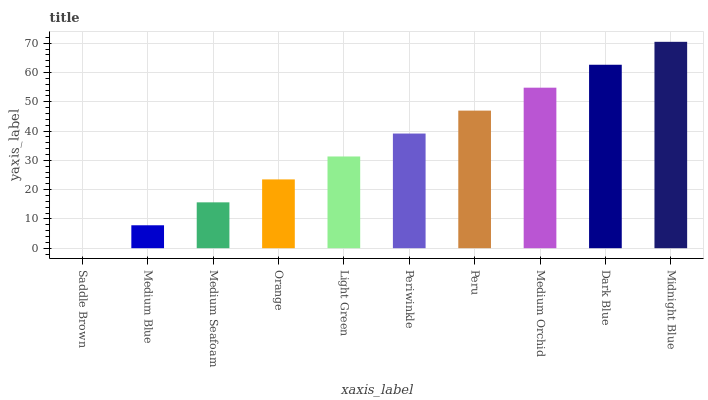 title
yaxis_label
70
60
50
40
30
20
10
0
Saddle Brown
Medium Blue
Medium Seafoam
Orange
Light Green
Periwinkle
Peru
Medium Orchid
Dark Blue
Midnight Blue
xaxis_label